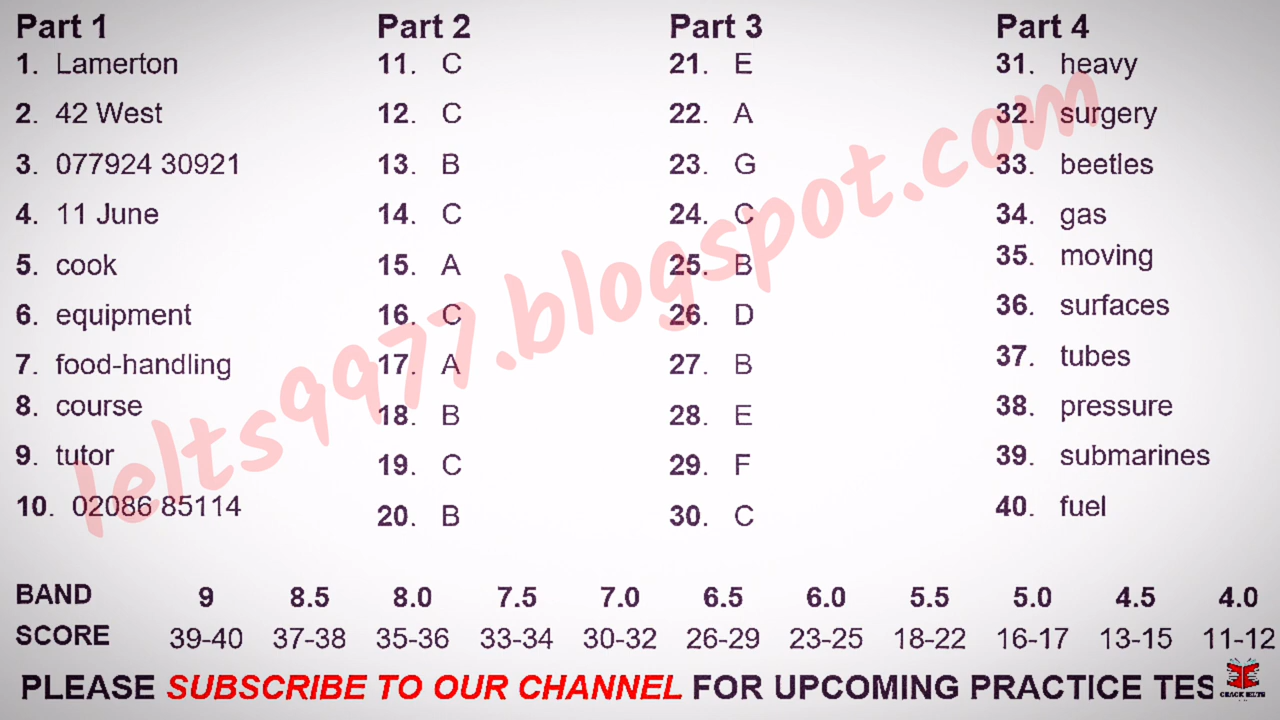 Part 1
1. Lamerton
2. 42 West
3. 077924 30921
4. 11 June
5. cook
6. equipment
7. food-handling
8. course
9. tutor
10. 02086 85114
Part 2
11. C
12. C
13. B
14. C
15. A
16. C
17. A
18. B
19. C
20. B
Part 3
21. E
22. A
23. G
24. C
25. B
26. D
27. B
28. E
29. F
30. C
Part 4
31. heavy
32. surgery
33. beetles
34. gas
35. moving
36. surfaces
37. tubes
38. pressure
39. submarines
40. fuel
Ielts9977.blogspot.com
BAND 9 8.5 8.0 7.5 7.0 6.5 6.0 5.5 5.0 4.5 4.0
SCORE 39-40 37-38 35-36 33-34 30-32 26-29 23-25 18-22 16-17 13-15 11-12
PLEASE SUBSCRIBE TO OUR CHANNEL FOR UPCOMING PRACTICE TES
CRACK IELTS